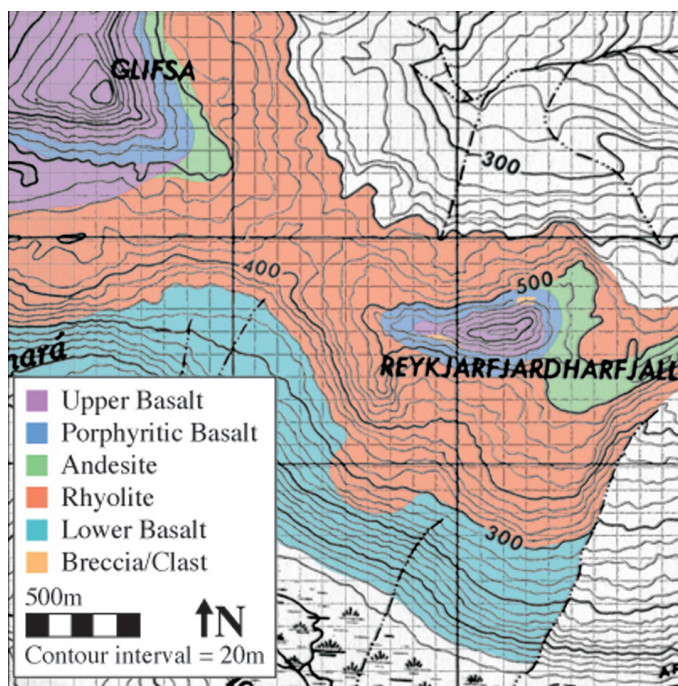 GLIFSA
300
400
500
nará
REYKJARFJARDHARFJALL
Upper Basalt
Porphyritic Basalt
Andesite
Rhyolite
Lower Basalt
Breccia/Clast
300
500m
N
Contour interval = 20m